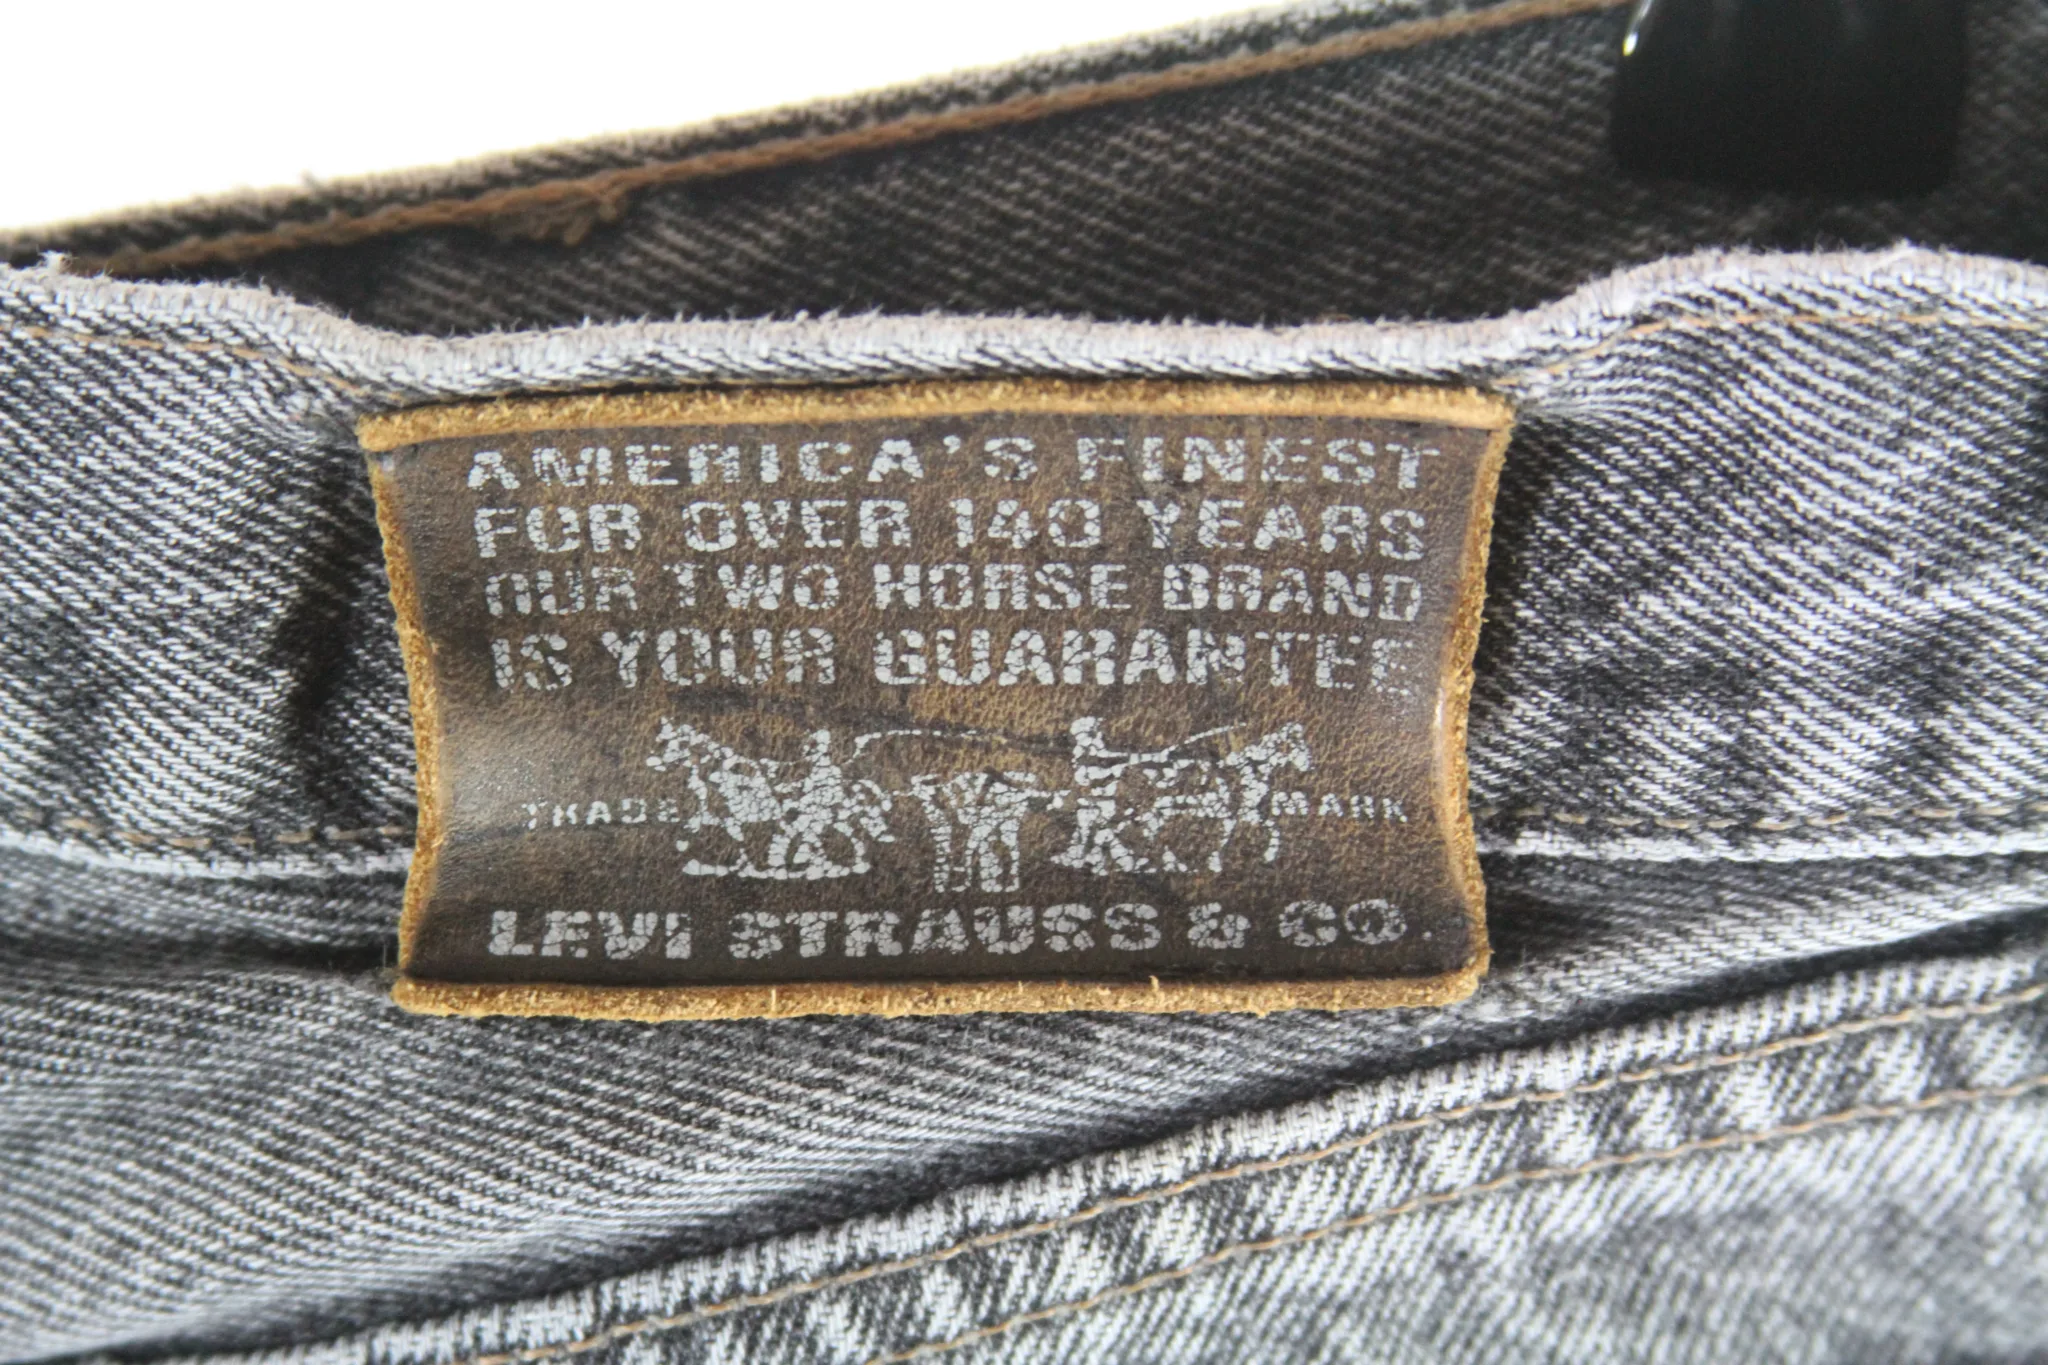 AMERICA'S FINEST
FOR OVER 140 YEARS
OUR TWO HORSE BRAND
IS YOUR GUARANTEE
TRADE MARK
LEVI STRAUSS & CO.